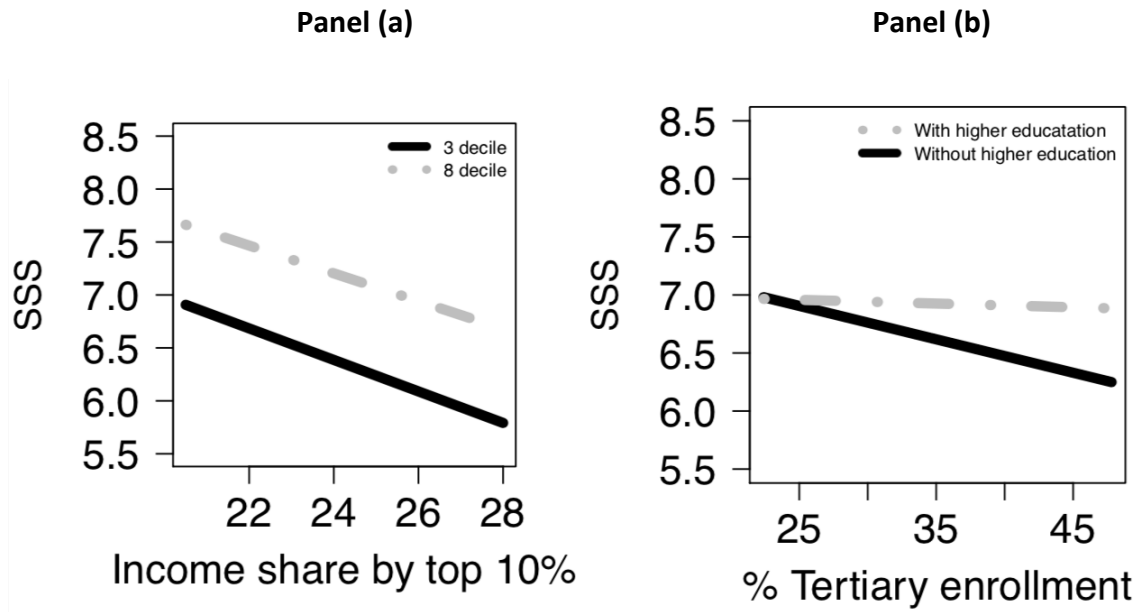 Panel (a)
Panel (b)
8.5
8.0
7.5
7.0
6.5
6.0
5.5
SSS
3 decile
8 decile
22 24 26 28
Income share by top 10%
8.5
8.0
7.5
7.0
6.5
6.0
5.5
SSS
With higher educatation
Without higher education
25 35 45
% Tertiary enrollment